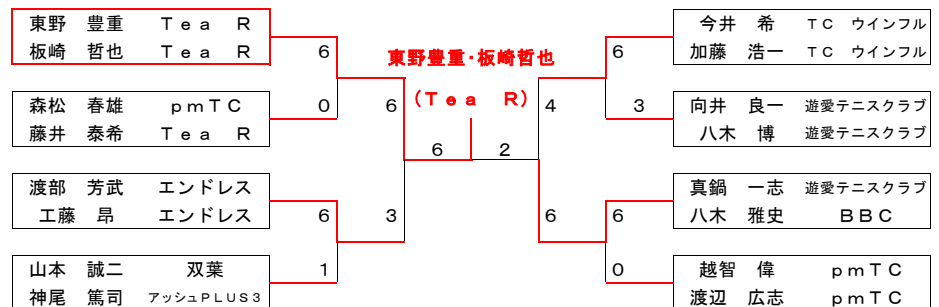 東野 豊重 Tea R
板崎 哲也 Tea R
森松 春雄 pmTC
藤井 泰希 Tea R
渡部 芳武 エンドレス
工藤 昂 エンドレス
山本 誠二 双葉
神尾 篤司 アッシュPLUS3
6
0
6
1
6
3
東野豊重・板崎哲也
(Tea R)
6 2
4
6
6
3
6
0
今井 希 TC ウインフル
加藤 浩一 TC ウインフル
向井 良一 遊愛テニスクラブ
八木 博 遊愛テニスクラブ
真鍋 一志 遊愛テニスクラブ
八木 雅史 BBC
越智 偉 pmTC
渡辺 広志 pmTC